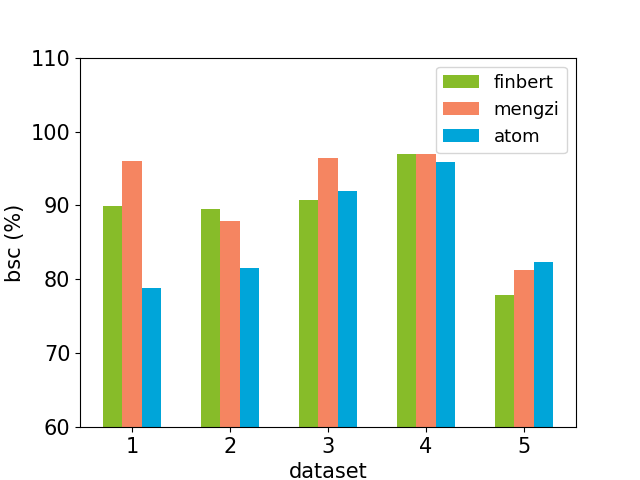 110
100
90
80
70
60
bsc (%)
finbert
mengzi
atom
1 2 3 4 5
dataset